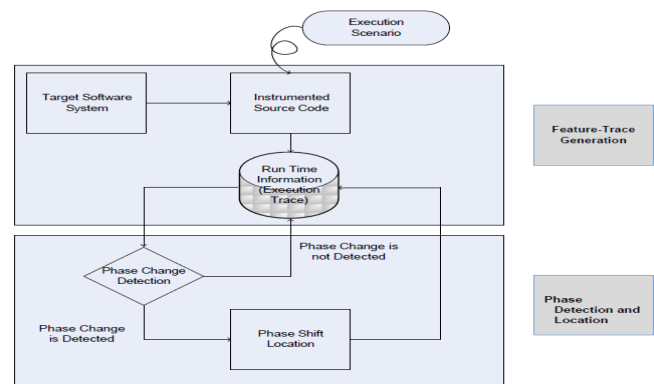 Execution
Scenario
Target Software
System
Instrumented
Source Code
Feature-Trace
Generation
Run Time
Information
(Execution
Trace)
Phase Change is
not Detected
Phase Change
Detection
Phase Change
is Detected
Phase Shift
Location
Phase
Detection and
Location